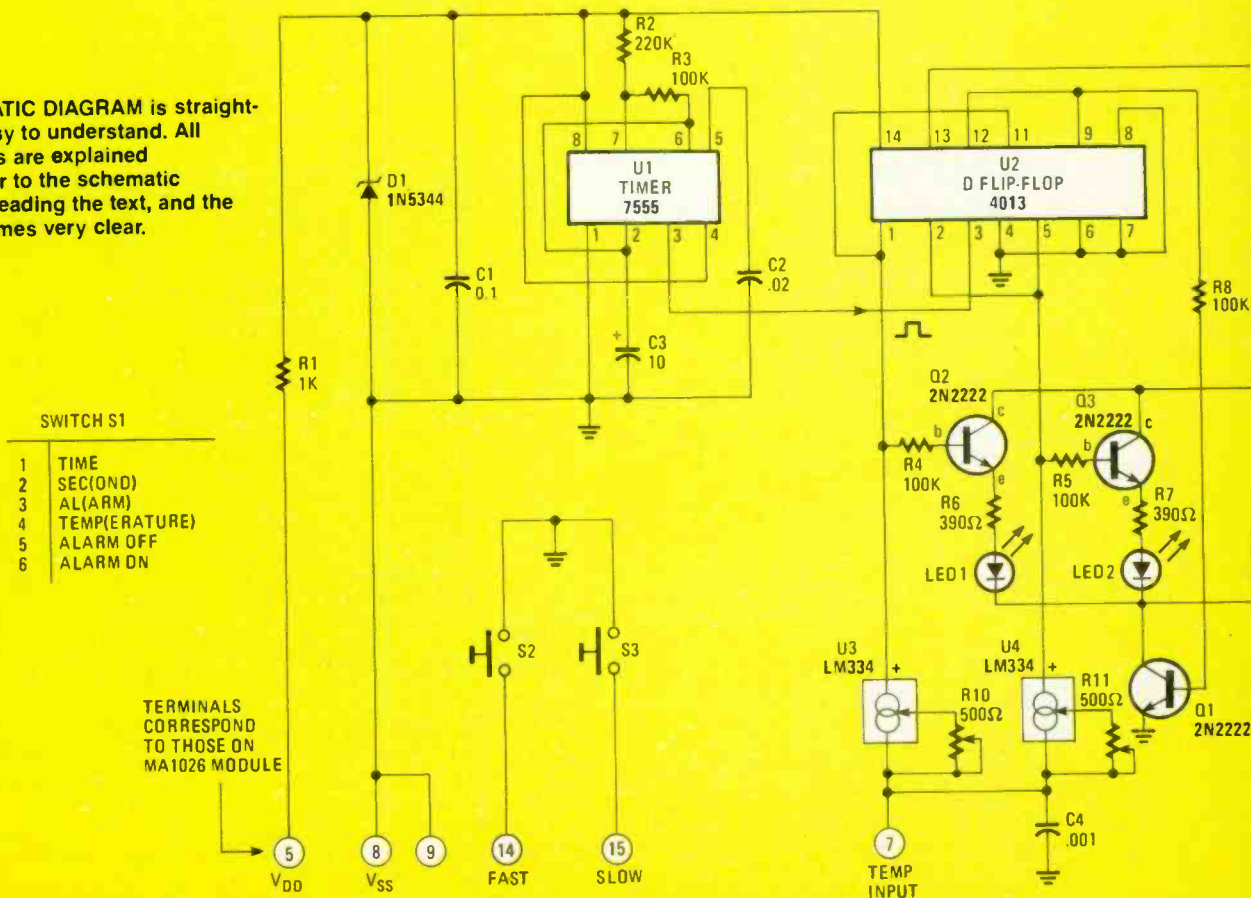 ATIC DIAGRAM is straight-
sy to understand. All
s are explained
r to the schematic
eading the text, and the
mes very clear.
R2
220K
R3
100K
8
7
6
5
U1
TIMER
7555
1
2
3
4
D1
1N5344
C1
0.1
C2
.02
C3
+
10
R1
1K
14
13
12
11
9
8
U2
D FLIP-FLOP
4013
1
2
3
4
5
6
7
R8
100K
Q2
2N2222
c
b
e
R4
100K
R6
390Ω
LED1
Q3
2N2222
c
b
e
R5
100K
R7
390Ω
LED2
SWITCH S1
1 TIME
2 SEC(OND)
3 AL(ARM)
4 TEMP(ERATURE)
5 ALARM OFF
6 ALARM ON
S2
S3
U3
LM334 +
R10
500Ω
U4
LM334 +
R11
500Ω
Q1
2N2222
C4
.001
TERMINALS
CORRESPOND
TO THOSE ON
MA1026 MODULE
5
8
9
14
15
7
VDD
VSS
FAST
SLOW
TEMP
INPUT